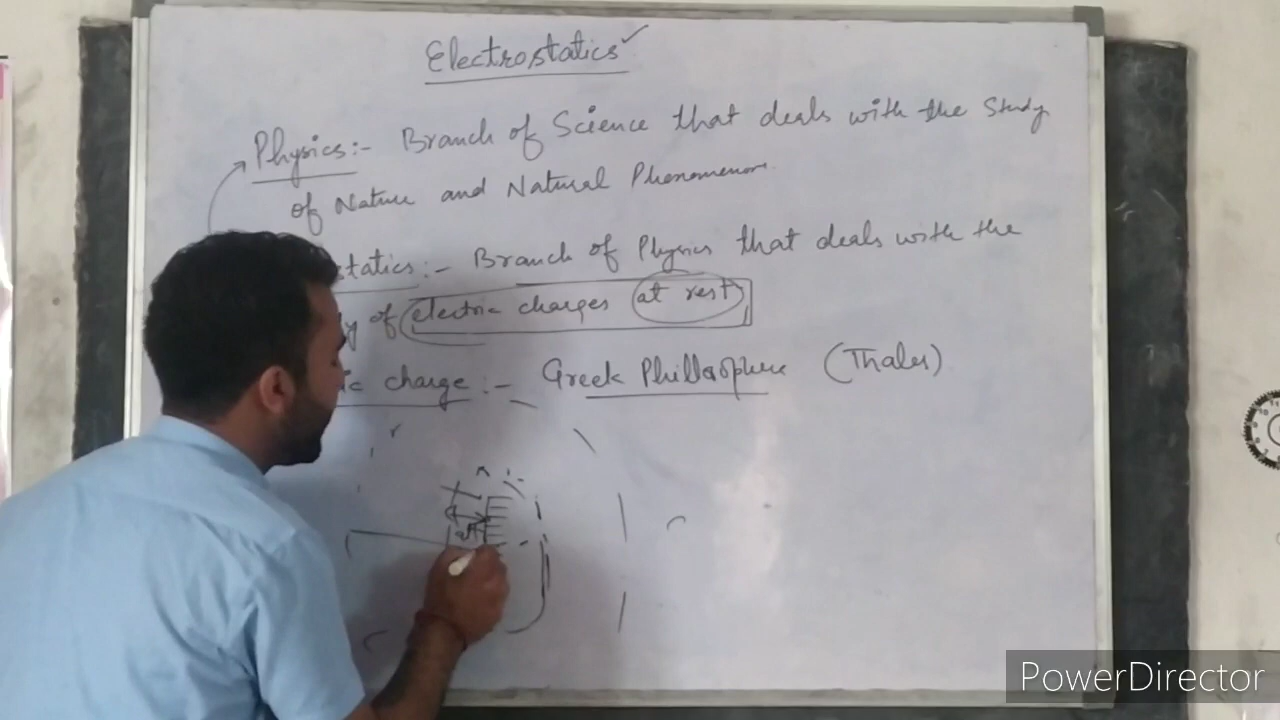 Electrostatics
Physics:- Branch of Science that deals with the Study
of Nature and Natural Phenomenon
statics:- Branch of Physics that deals with the
of electric charges at rest
ic charge:- Greek Phillosphere (Thales)
PowerDirector